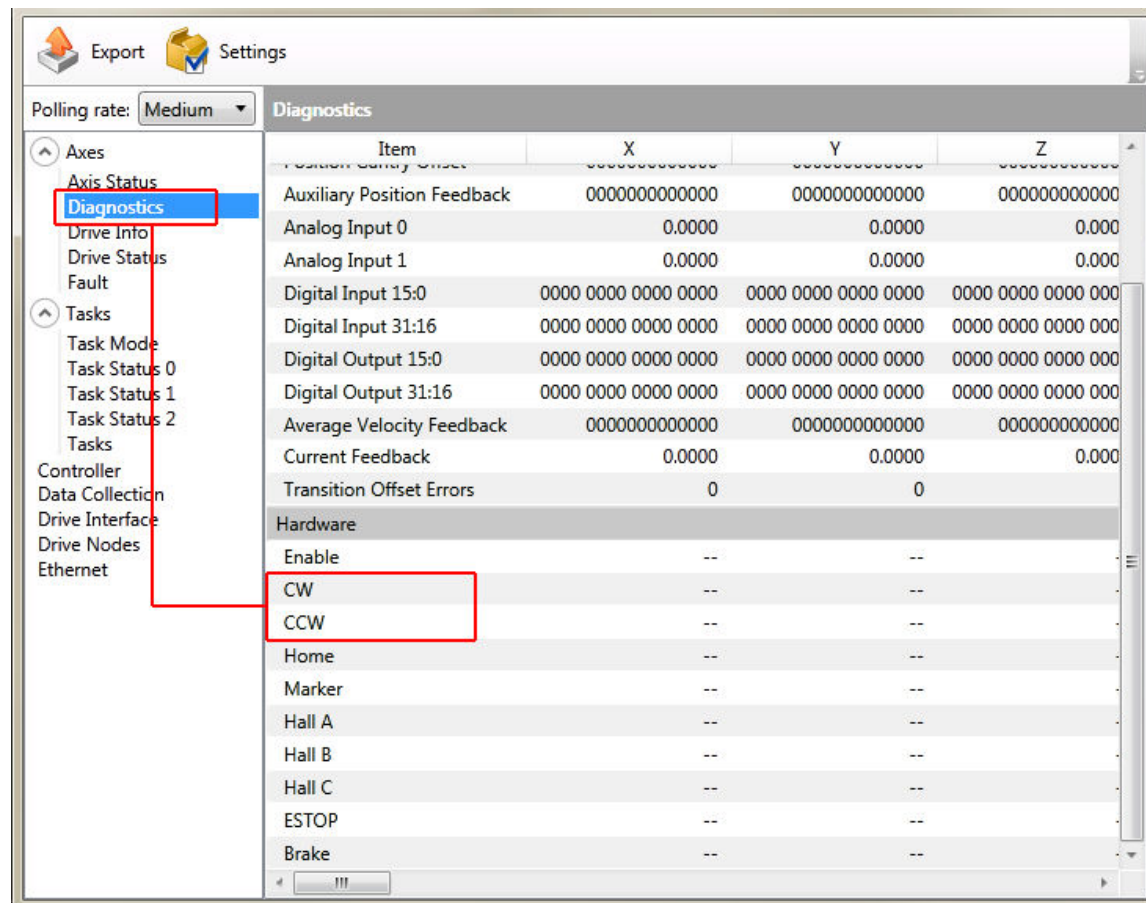 Export Settings
Polling rate: Medium Diagnostics
Axes
Axis Status
Diagnostics
Drive Info
Drive Status
Fault
Tasks
Task Mode
Task Status 0
Task Status 1
Task Status 2
Tasks
Controller
Data Collection
Drive Interface
Drive Nodes
Ethernet
Item X Y Z
Position Gantry Offset
Auxiliary Position Feedback 0000000000000 0000000000000 000000000000
Analog Input 0 0.0000 0.0000 0.000
Analog Input 1 0.0000 0.0000 0.000
Digital Input 15:0 0000 0000 0000 0000 0000 0000 0000 0000 0000 0000 0000 000
Digital Input 31:16 0000 0000 0000 0000 0000 0000 0000 0000 0000 0000 0000 000
Digital Output 15:0 0000 0000 0000 0000 0000 0000 0000 0000 0000 0000 0000 000
Digital Output 31:16 0000 0000 0000 0000 0000 0000 0000 0000 0000 0000 0000 000
Average Velocity Feedback 0000000000000 0000000000000 000000000000
Current Feedback 0.0000 0.0000 0.000
Transition Offset Errors 0 0
Hardware
Enable -- -- -
CW -- -- -
CCW -- -- -
Home -- -- -
Marker -- -- -
Hall A -- -- -
Hall B -- -- -
Hall C -- -- -
ESTOP -- -- -
Brake -- -- -